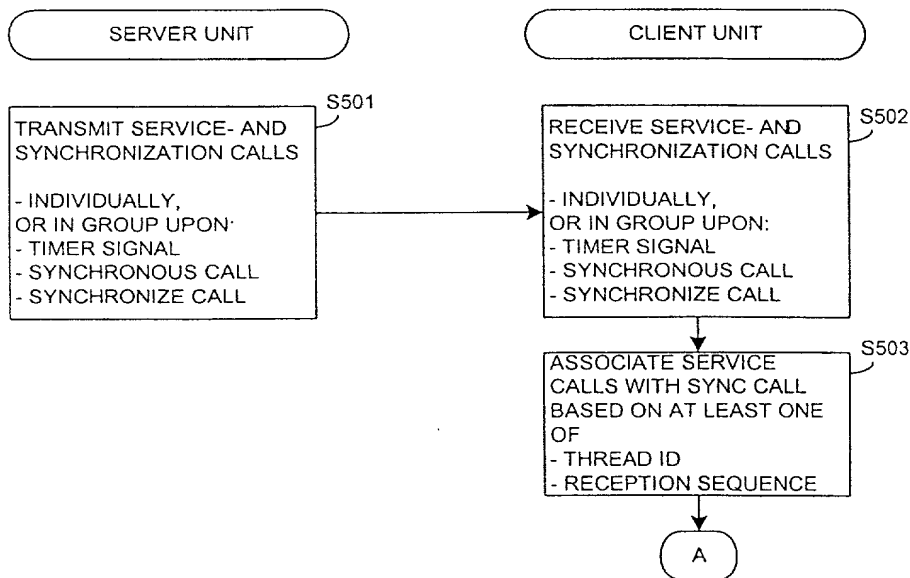 SERVER UNIT
CLIENT UNIT
S501
TRANSMIT SERVICE- AND
SYNCHRONIZATION CALLS
- INDIVIDUALLY,
OR IN GROUP UPON:
- TIMER SIGNAL
- SYNCHRONOUS CALL
- SYNCHRONIZE CALL
S502
RECEIVE SERVICE- AND
SYNCHRONIZATION CALLS
- INDIVIDUALLY,
OR IN GROUP UPON:
- TIMER SIGNAL
- SYNCHRONOUS CALL
- SYNCHRONIZE CALL
S503
ASSOCIATE SERVICE
CALLS WITH SYNC CALL
BASED ON AT LEAST ONE
OF
- THREAD ID
- RECEPTION SEQUENCE
A